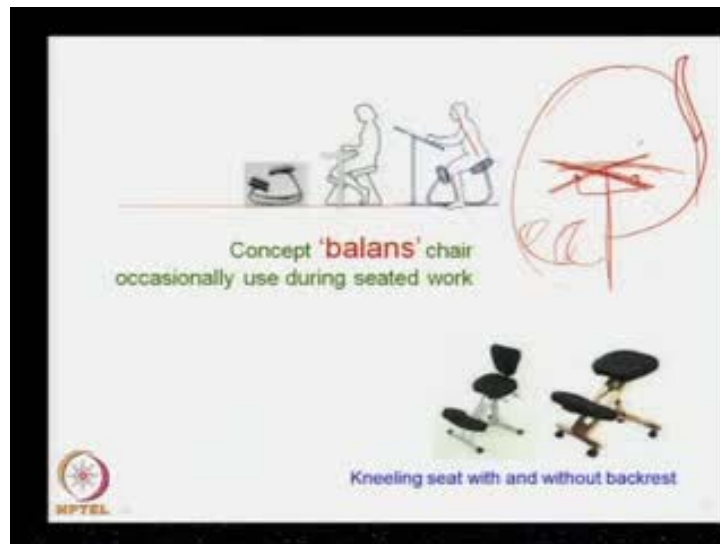 Concept 'balans' chair
occasionally use during seated work
Kneeling seat with and without backrest
NPTEL